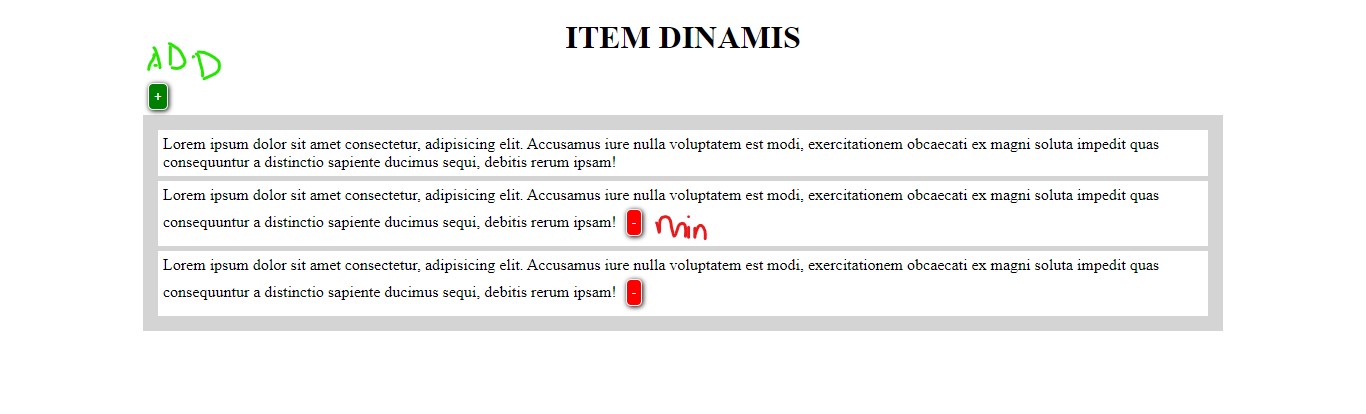 ITEM DINAMIS
ADD
+
Lorem ipsum dolor sit amet consectetur, adipisicing elit. Accusamus iure nulla voluptatem est modi, exercitationem obcaecati ex magni soluta impedit quas
consequuntur a distinctio sapiente ducimus sequi, debitis rerum ipsam!
Lorem ipsum dolor sit amet consectetur, adipisicing elit. Accusamus iure nulla voluptatem est modi, exercitationem obcaecati ex magni soluta impedit quas
consequuntur a distinctio sapiente ducimus sequi, debitis rerum ipsam! - min
Lorem ipsum dolor sit amet consectetur, adipisicing elit. Accusamus iure nulla voluptatem est modi, exercitationem obcaecati ex magni soluta impedit quas
consequuntur a distinctio sapiente ducimus sequi, debitis rerum ipsam! -